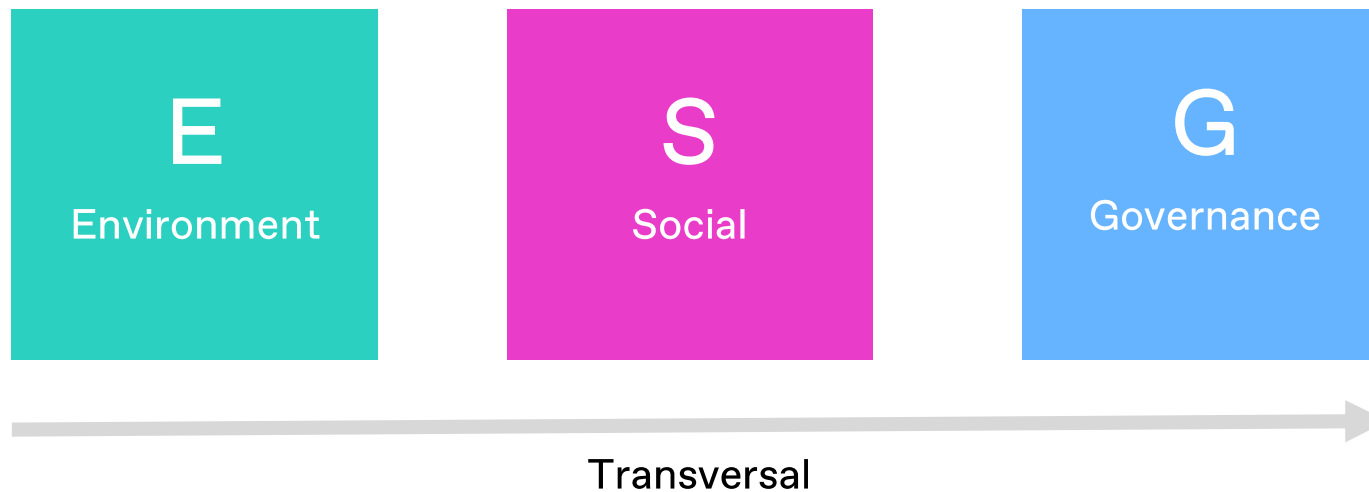 E
Environment
S
Social
G
Governance
Transversal